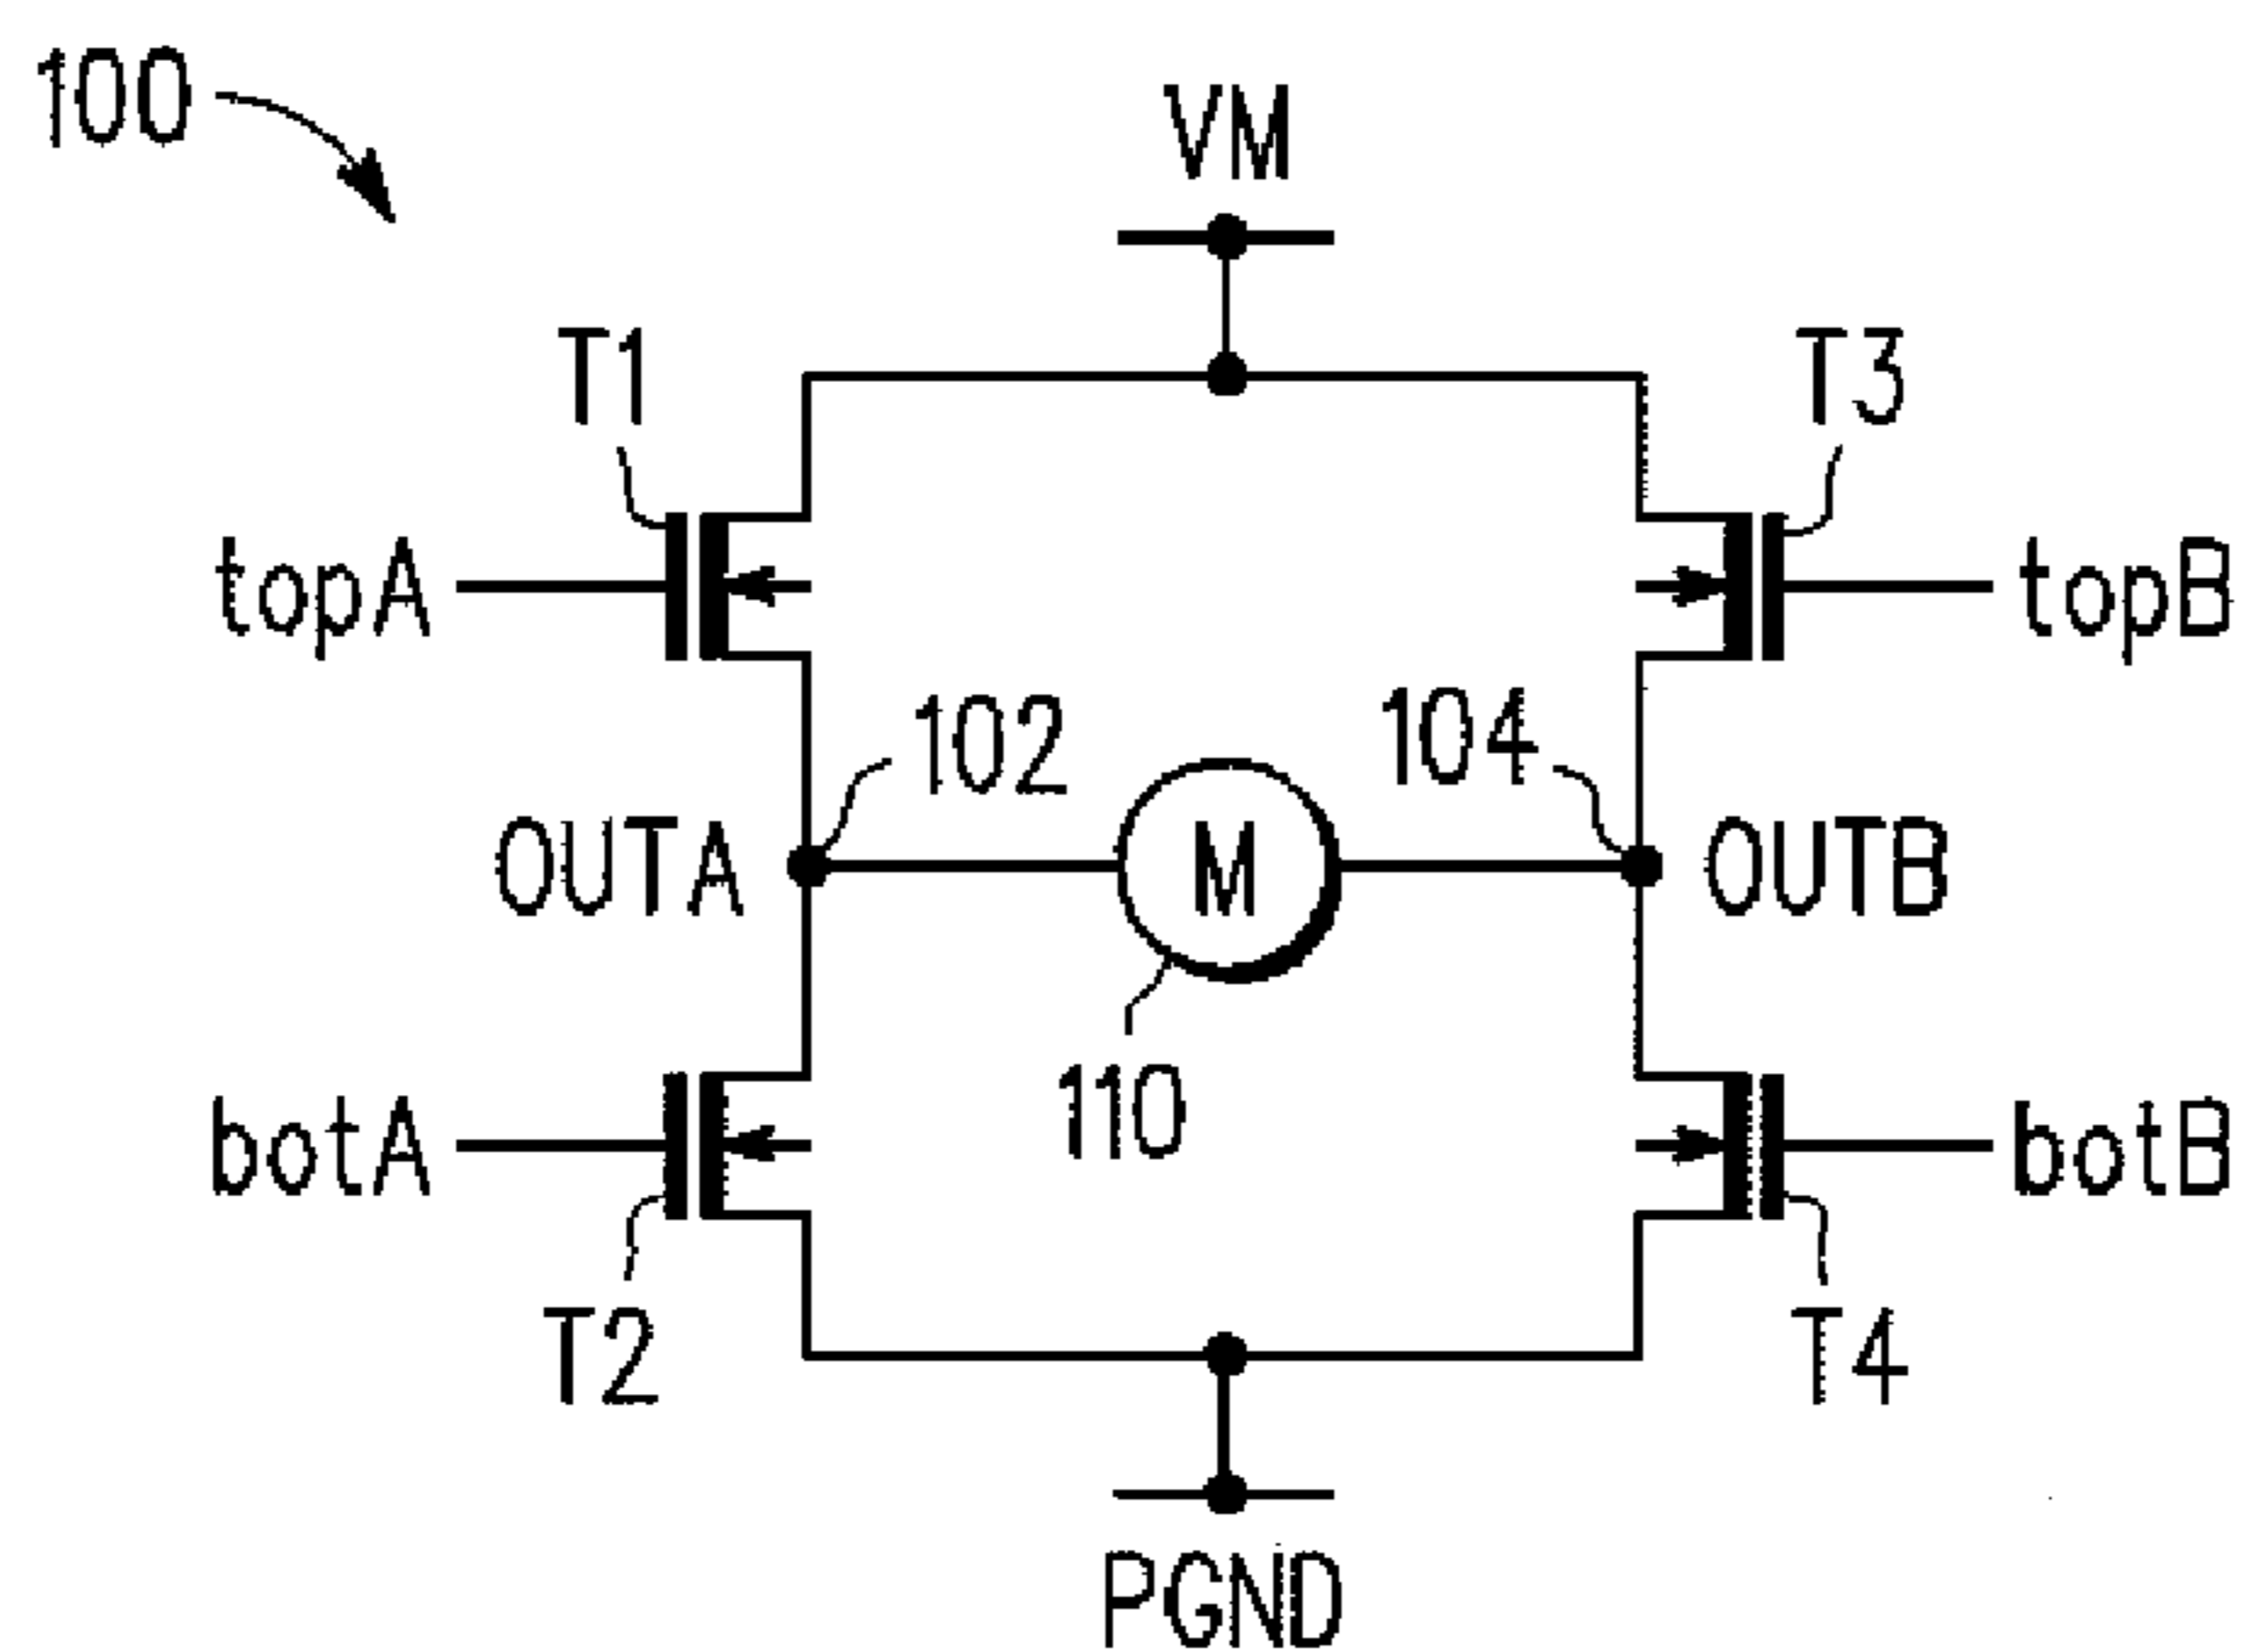 100
VM
T1
T3
topA
topB
102
104
OUTA
M
OUTB
110
botA
botB
T2
T4
PGND